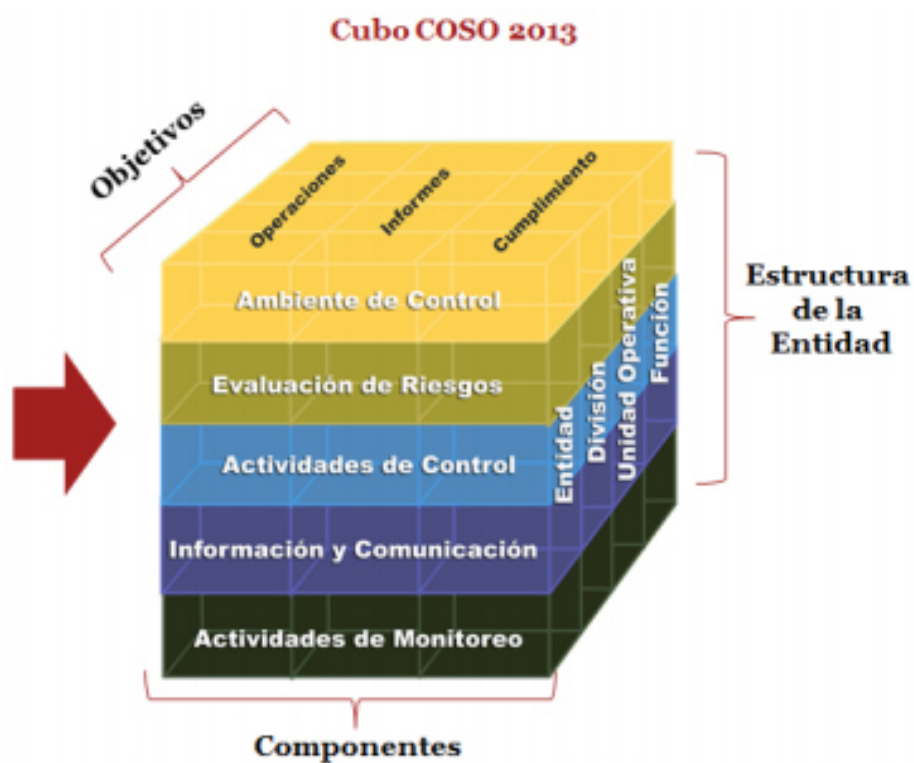 Cubo COSO 2013
Objetivos
Operaciones
Informes
Cumplimiento
Ambiente de Control
Evaluación de Riesgos
Actividades de Control
Información y Comunicación
Actividades de Monitoreo
Entidad
División
Unidad Operativa
Función
Estructura
de la
Entidad
Componentes